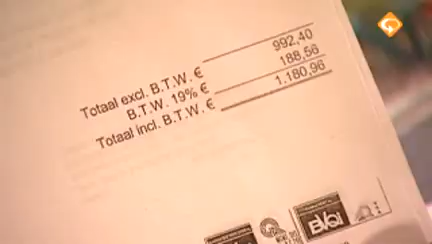 Totaal excl. B.T.W. € 992,40
B.T.W. 19% € 188,56
Totaal incl. B.T.W. € 1.180,96